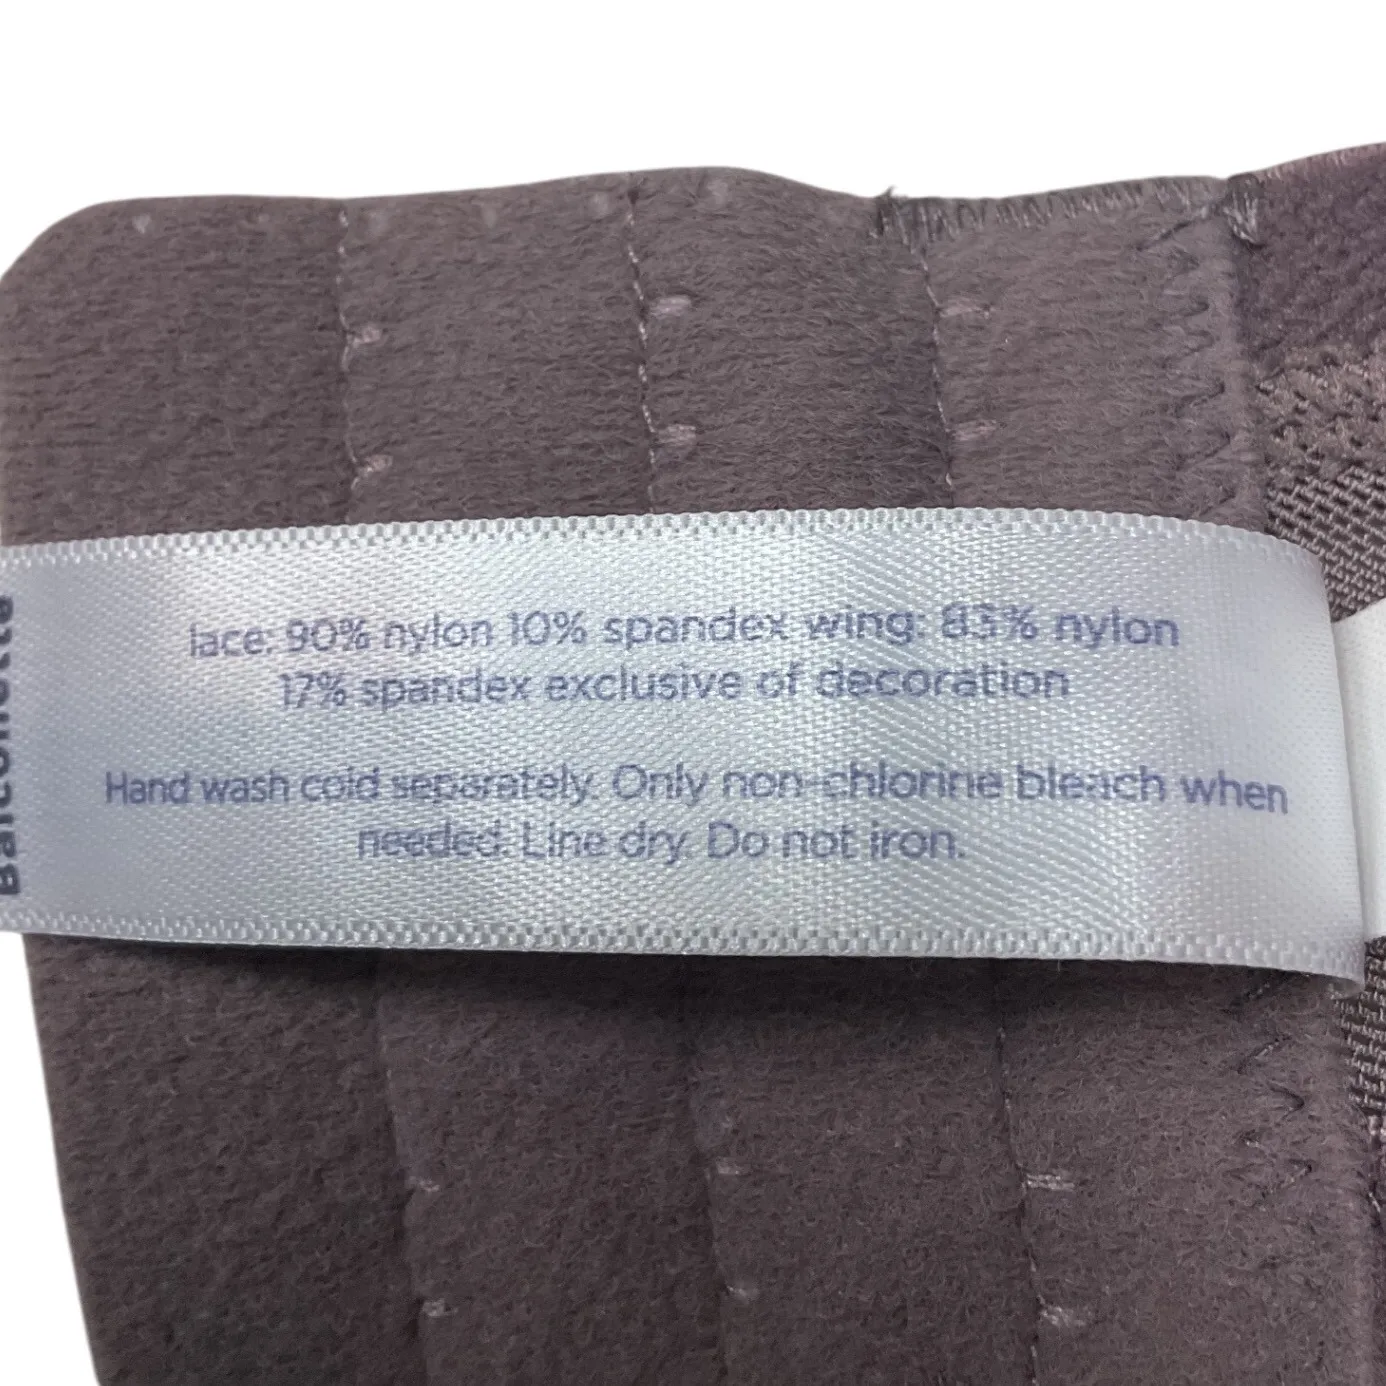 lace: 90% nylon 10% spandex wing: 83% nylon
17% spandex exclusive of decoration
Hand wash cold separately. Only non-chlorine bleach when
needed. Line dry. Do not iron.
Balconette